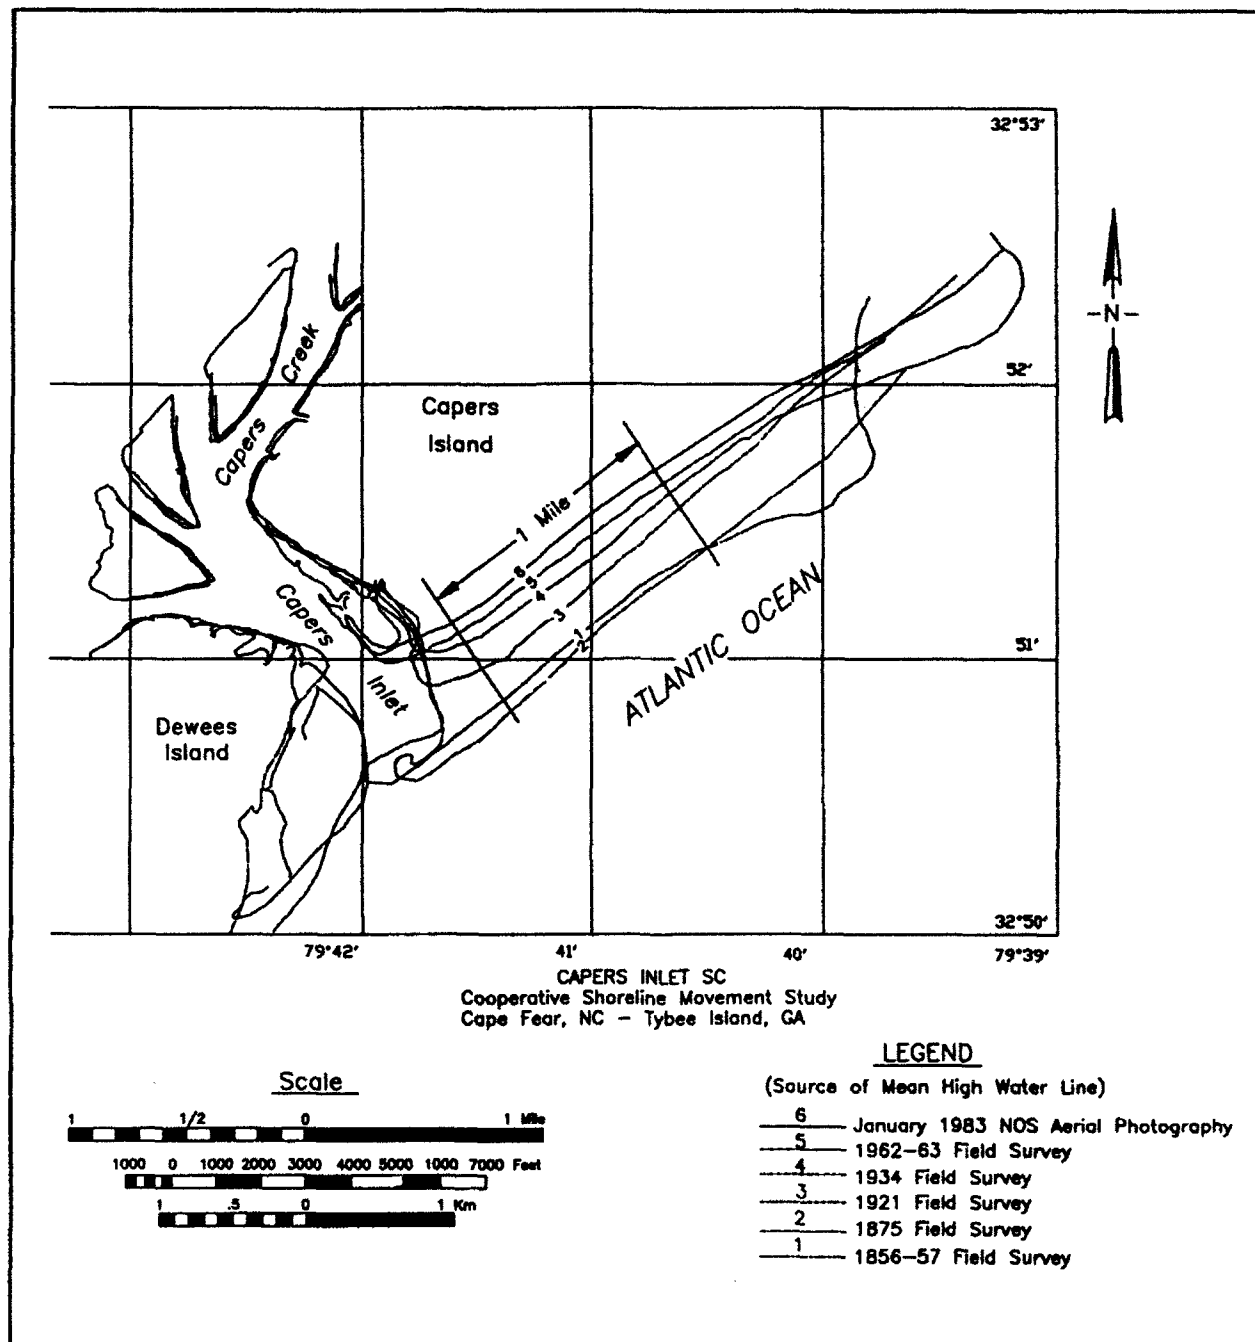 32°53'
-N-
52'
Creek
Capers
Capers
Island
1 Mile
6
5
4
3
1
2
Capers
Inlet
ATLANTIC OCEAN
51'
Dewees
Island
32°50'
79°42'
41'
40'
79°39'
CAPERS INLET SC
Cooperative Shoreline Movement Study
Cape Fear, NC – Tybee Island, GA
LEGEND
(Source of Mean High Water Line)
6 January 1983 NOS Aerial Photography
5 1962–63 Field Survey
4 1934 Field Survey
3 1921 Field Survey
2 1875 Field Survey
1 1856–57 Field Survey
Scale
1 1/2 0 1 Mile
1000 0 1000 2000 3000 4000 5000 1000 7000 Feet
1 .5 0 1 Km